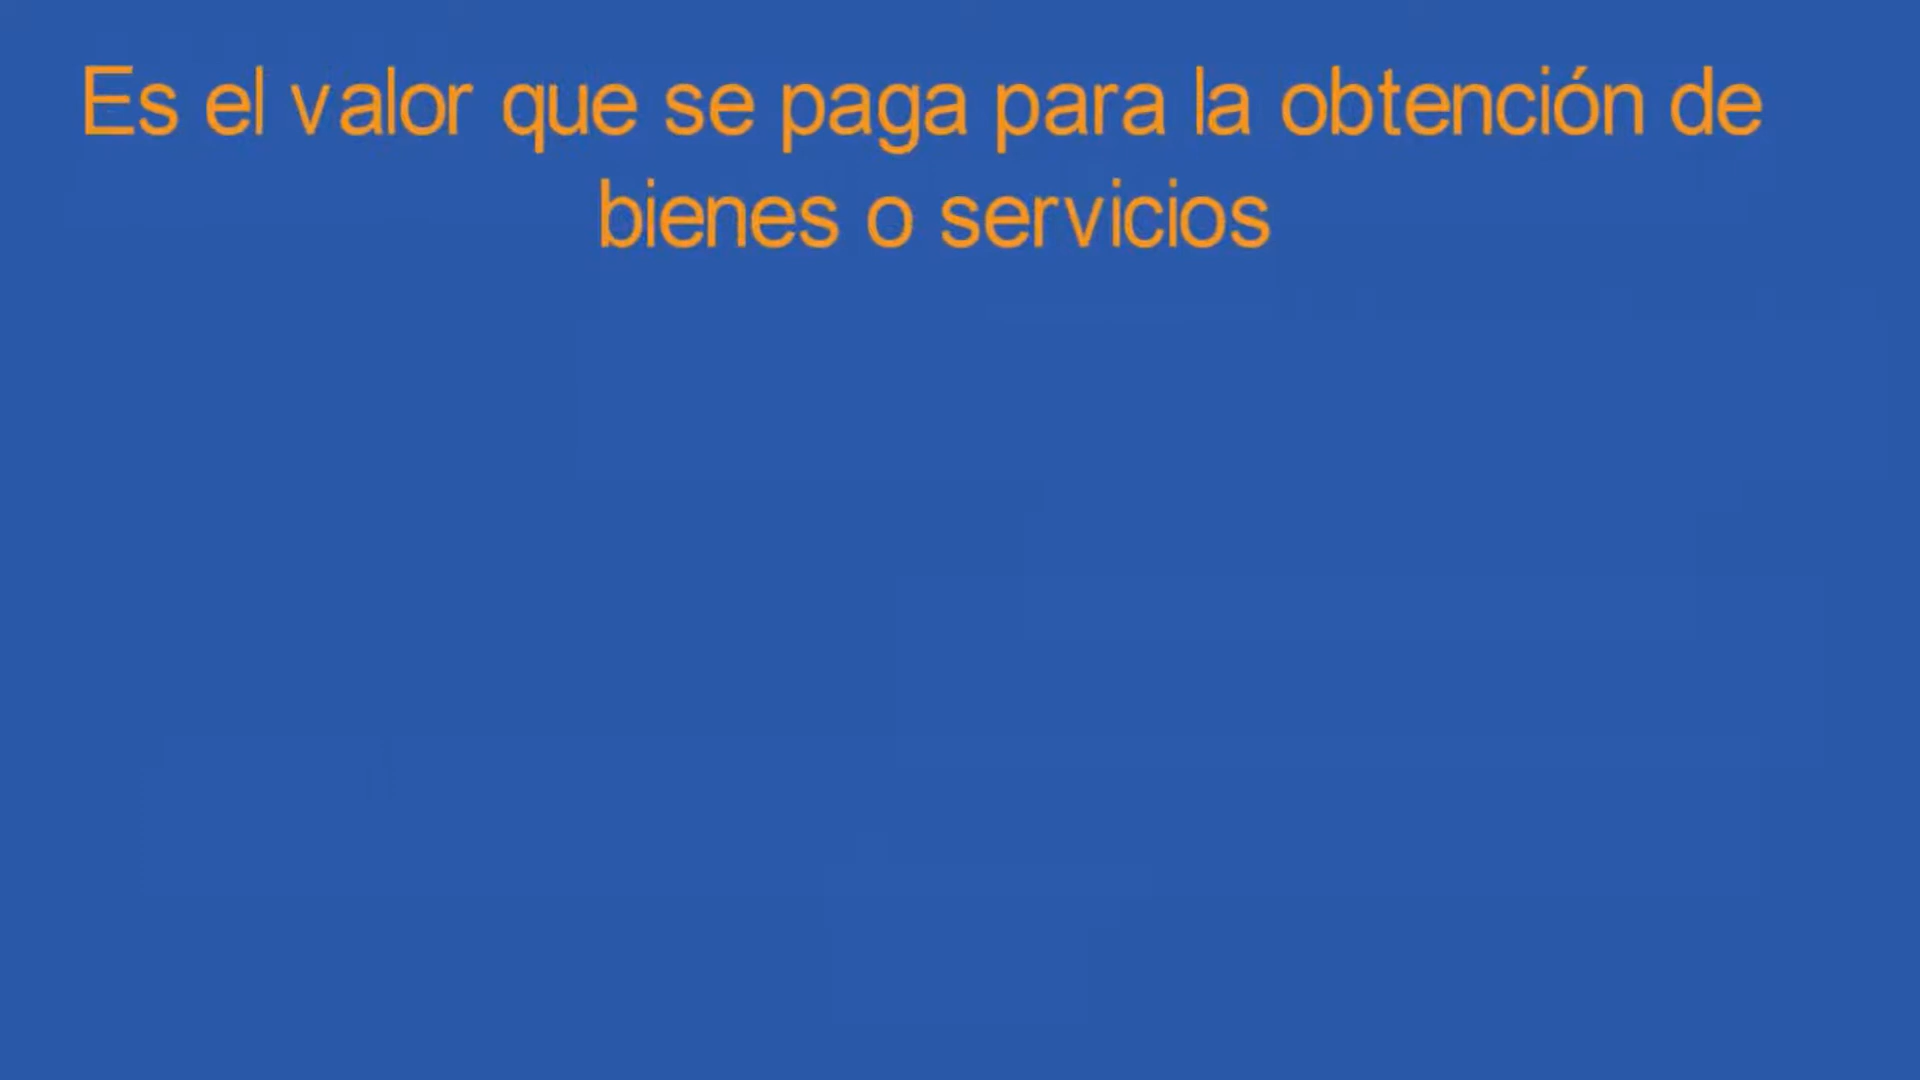 Es el valor que se paga para la obtención de
bienes o servicios